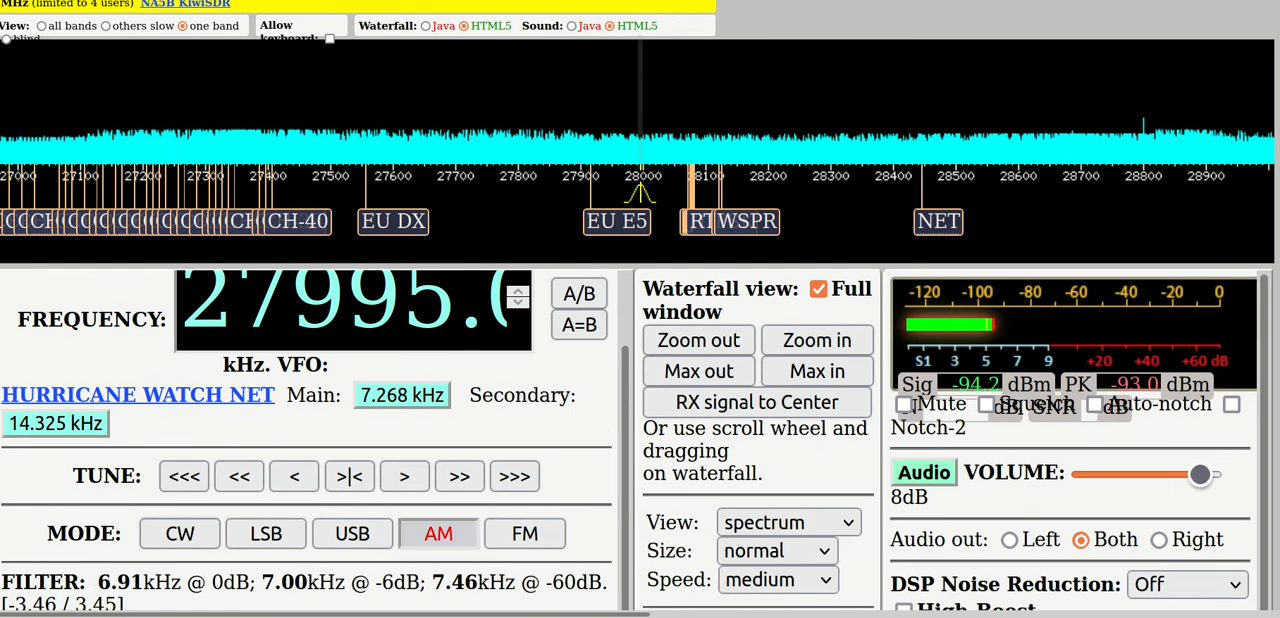 MHz (limited to 4 users) NA5B KiwiSDR
View: all bands others slow one band
blind
Allow keyboard:
Waterfall: Java HTML5 Sound: Java HTML5
27000 27100 27200 27300 27400 27500 27600 27700 27800 27900 28000 28100 28200 28300 28400 28500 28600 28700 28800 28900
CH-40 EU DX EU E5 WSPR NET
FREQUENCY: 27995.0
A/B
A=B
kHz. VFO:
HURRICANE WATCH NET Main: 7.268 kHz Secondary:
14.325 kHz
TUNE: <<< << < >|< > >> >>>
MODE: CW LSB USB AM FM
FILTER: 6.91kHz @ 0dB; 7.00kHz @ -6dB; 7.46kHz @ -60dB.
[-3.46 / 3.45]
Waterfall view: Full
window
Zoom out Zoom in
Max out Max in
RX signal to Center
Or use scroll wheel and
dragging
on waterfall.
View: spectrum
Size: normal
Speed: medium
-120 -100 -80 -60 -40 -20 0
S1 3 5 7 9 +20 +40 +60 dB
Sig -94.2 dBm PK -93.0 dBm
Mute Squelch Auto-notch
dB SNR dB
Notch-2
Audio VOLUME:
8dB
Audio out: Left Both Right
DSP Noise Reduction: Off
High Boost